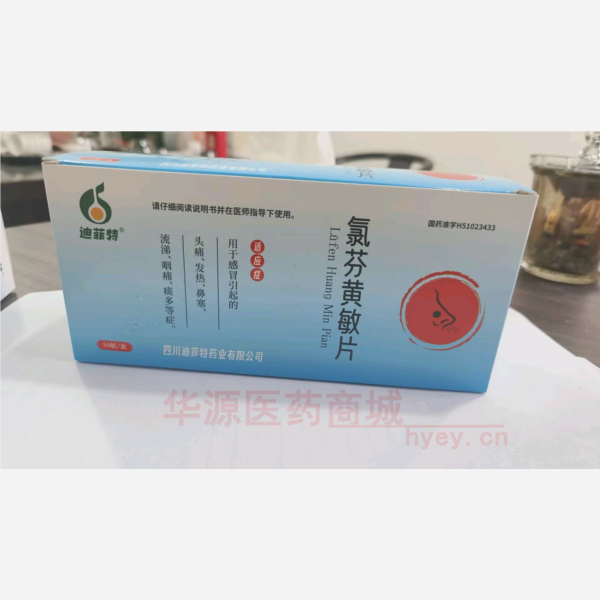 迪菲特®
请仔细阅读说明书并在医师指导下使用。
国药准字H51023433
氯芬黄敏片
Lüfen Huang Min Pian
适应症
用于感冒引起的
头痛、发热、鼻塞、
流涕、咽痛、痰多等症。
四川迪菲特药业有限公司
华源医药商城
hyey.cn